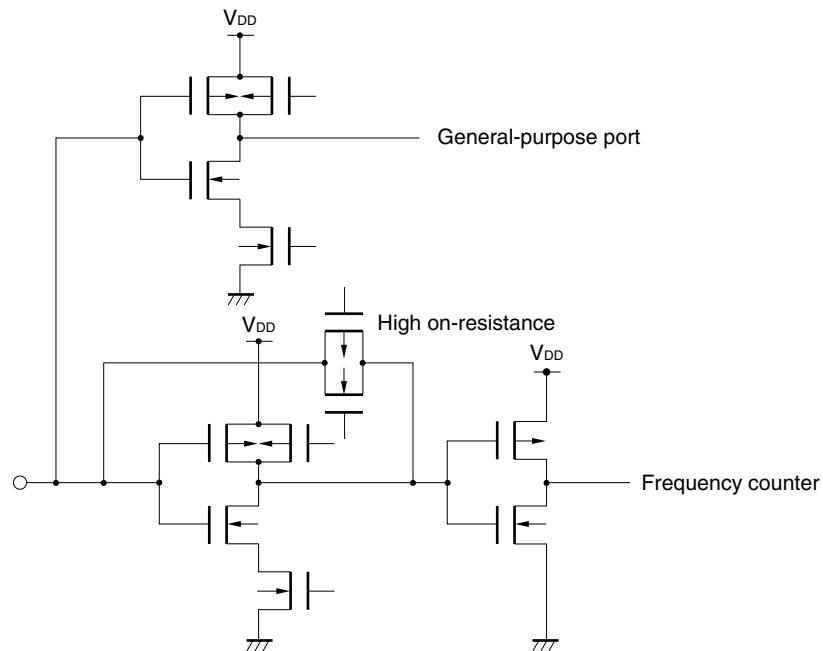 VDD
General-purpose port
High on-resistance
VDD
VDD
Frequency counter